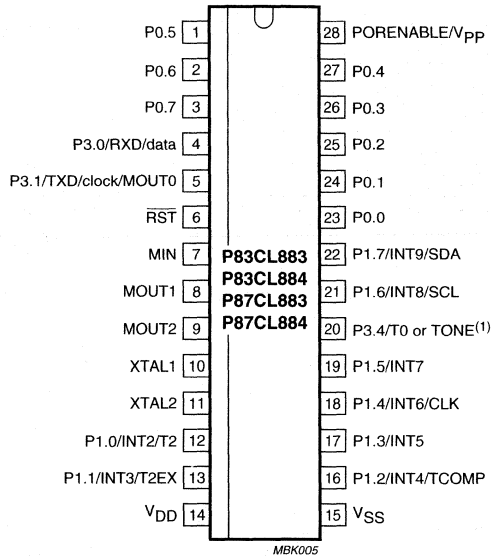 P0.5 1 28 PORENABLE/VPP
P0.6 2 27 P0.4
P0.7 3 26 P0.3
P3.0/RXD/data 4 25 P0.2
P3.1/TXD/clock/MOUT0 5 24 P0.1
RST 6 23 P0.0
MIN 7 22 P1.7/INT9/SDA
P83CL883
P83CL884
P87CL883
P87CL884
MOUT1 8 21 P1.6/INT8/SCL
MOUT2 9 20 P3.4/T0 or TONE(1)
XTAL1 10 19 P1.5/INT7
XTAL2 11 18 P1.4/INT6/CLK
P1.0/INT2/T2 12 17 P1.3/INT5
P1.1/INT3/T2EX 13 16 P1.2/INT4/TCOMP
VDD 14 15 VSS
MBK005